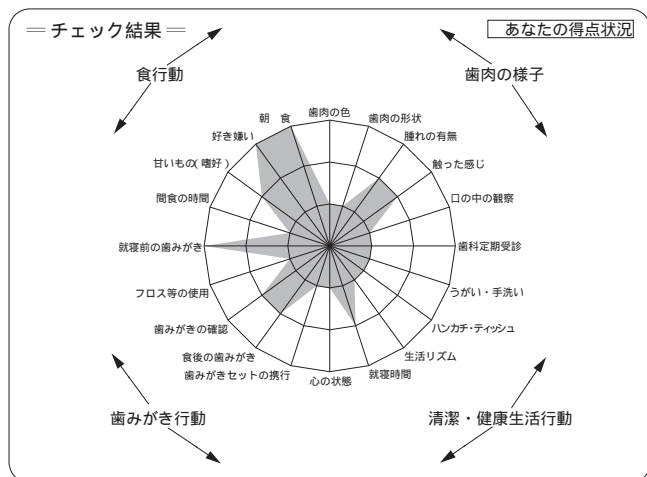 チェック結果
あなたの得点状況
食行動
歯肉の様子
歯肉の色
歯肉の形状
腫れの有無
触った感じ
口の中の観察
歯科定期受診
うがい・手洗い
ハンカチ・ティッシュ
生活リズム
就寝時間
心の状態
歯みがきセットの携行
食後の歯みがき
歯みがきの確認
フロス等の使用
就寝前の歯みがき
間食の時間
甘いもの(嗜好)
好き嫌い
朝 食
歯みがき行動
清潔・健康生活行動